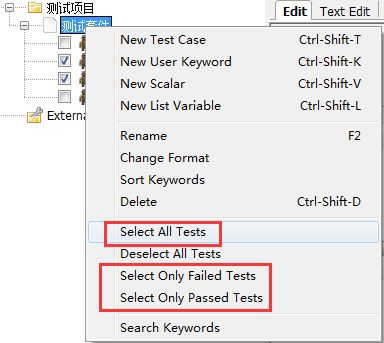 测试项目
Edit
Text Edit
测试套件
New Test Case Ctrl-Shift-T
New User Keyword Ctrl-Shift-K
New Scalar Ctrl-Shift-V
New List Variable Ctrl-Shift-L
Externa
Rename F2
Change Format
Sort Keywords
Delete Ctrl-Shift-D
Select All Tests
Deselect All Tests
Select Only Failed Tests
Select Only Passed Tests
Search Keywords